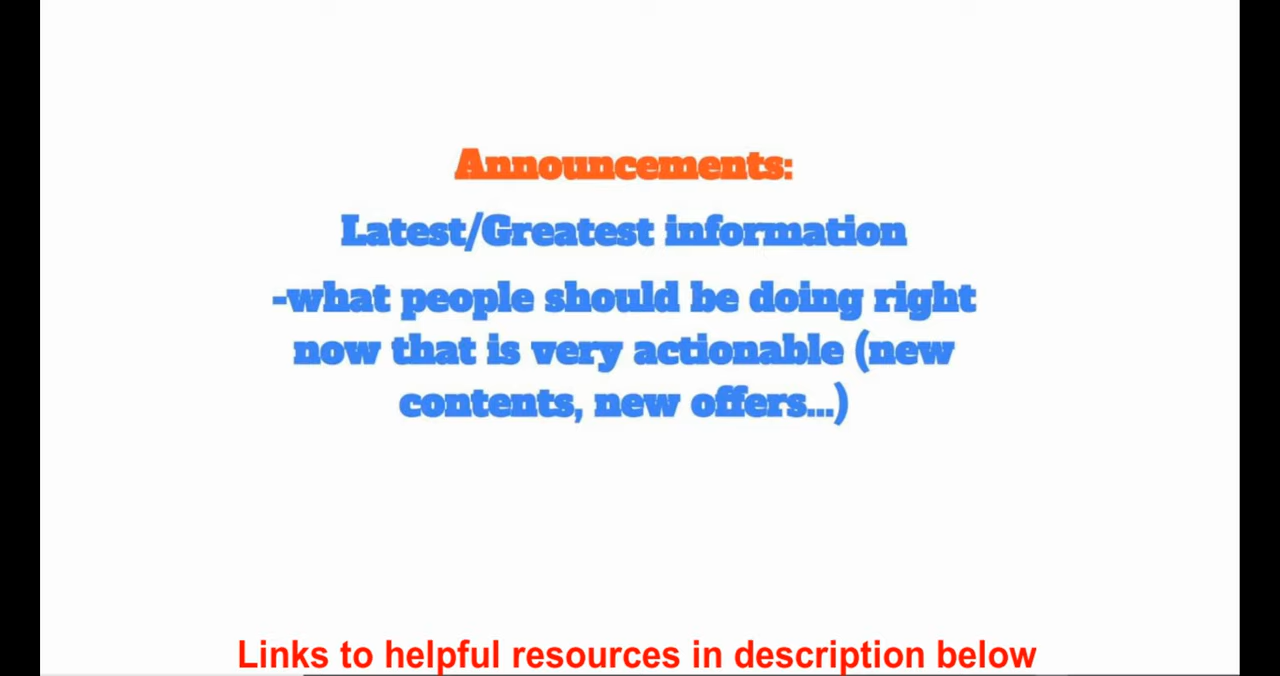 Announcements:
Latest/Greatest information
-what people should be doing right
now that is very actionable (new
contents, new offers...)
Links to helpful resources in description below